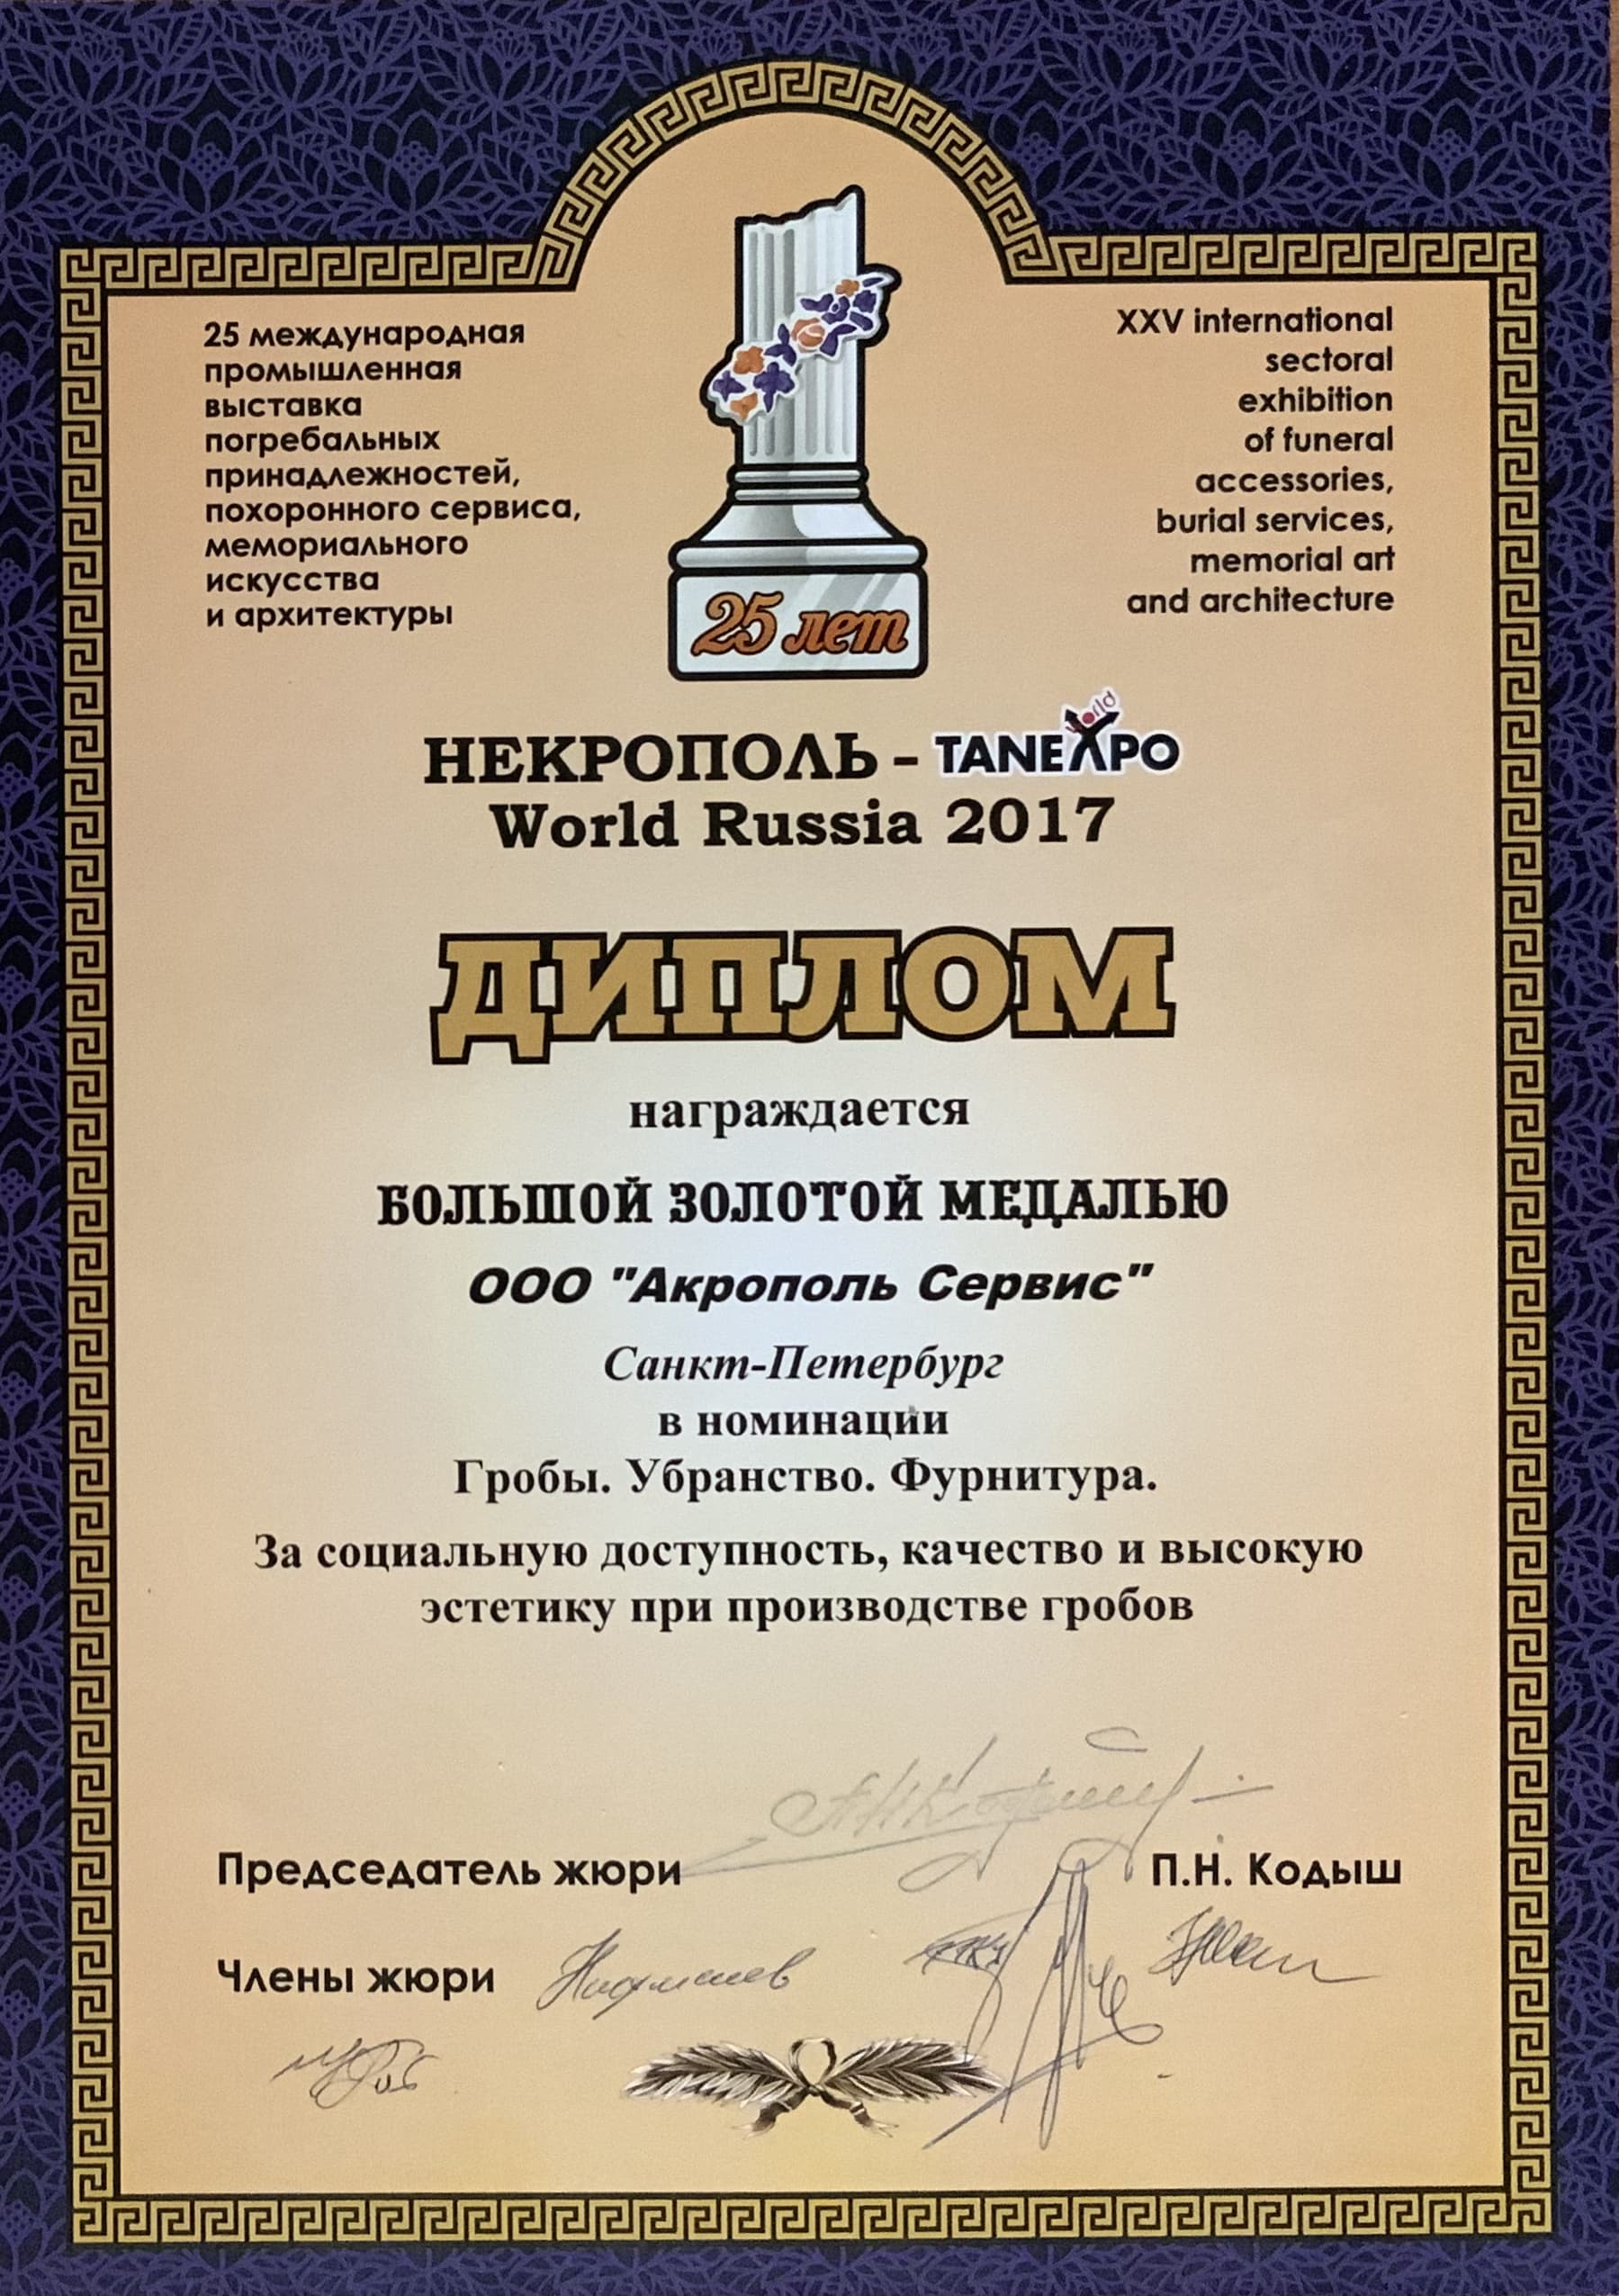 25 международная
промышленная
выставка
погребальных
принадлежностей,
похоронного сервиса,
мемориального
искусства
и архитектуры
XXV international
sectoral
exhibition
of funeral
accessories,
burial services,
memorial art
and architecture
25 лет
НЕКРОПОЛЬ - TANEXPO World
World Russia 2017
ДИПЛОМ
награждается
БОЛЬШОЙ ЗОЛОТОЙ МЕДАЛЬЮ
ООО "Акрополь Сервис"
Санкт-Петербург
в номинации
Гробы. Убранство. Фурнитура.
За социальную доступность, качество и высокую
эстетику при производстве гробов
Председатель жюри П.Н. Кодыш
Члены жюри